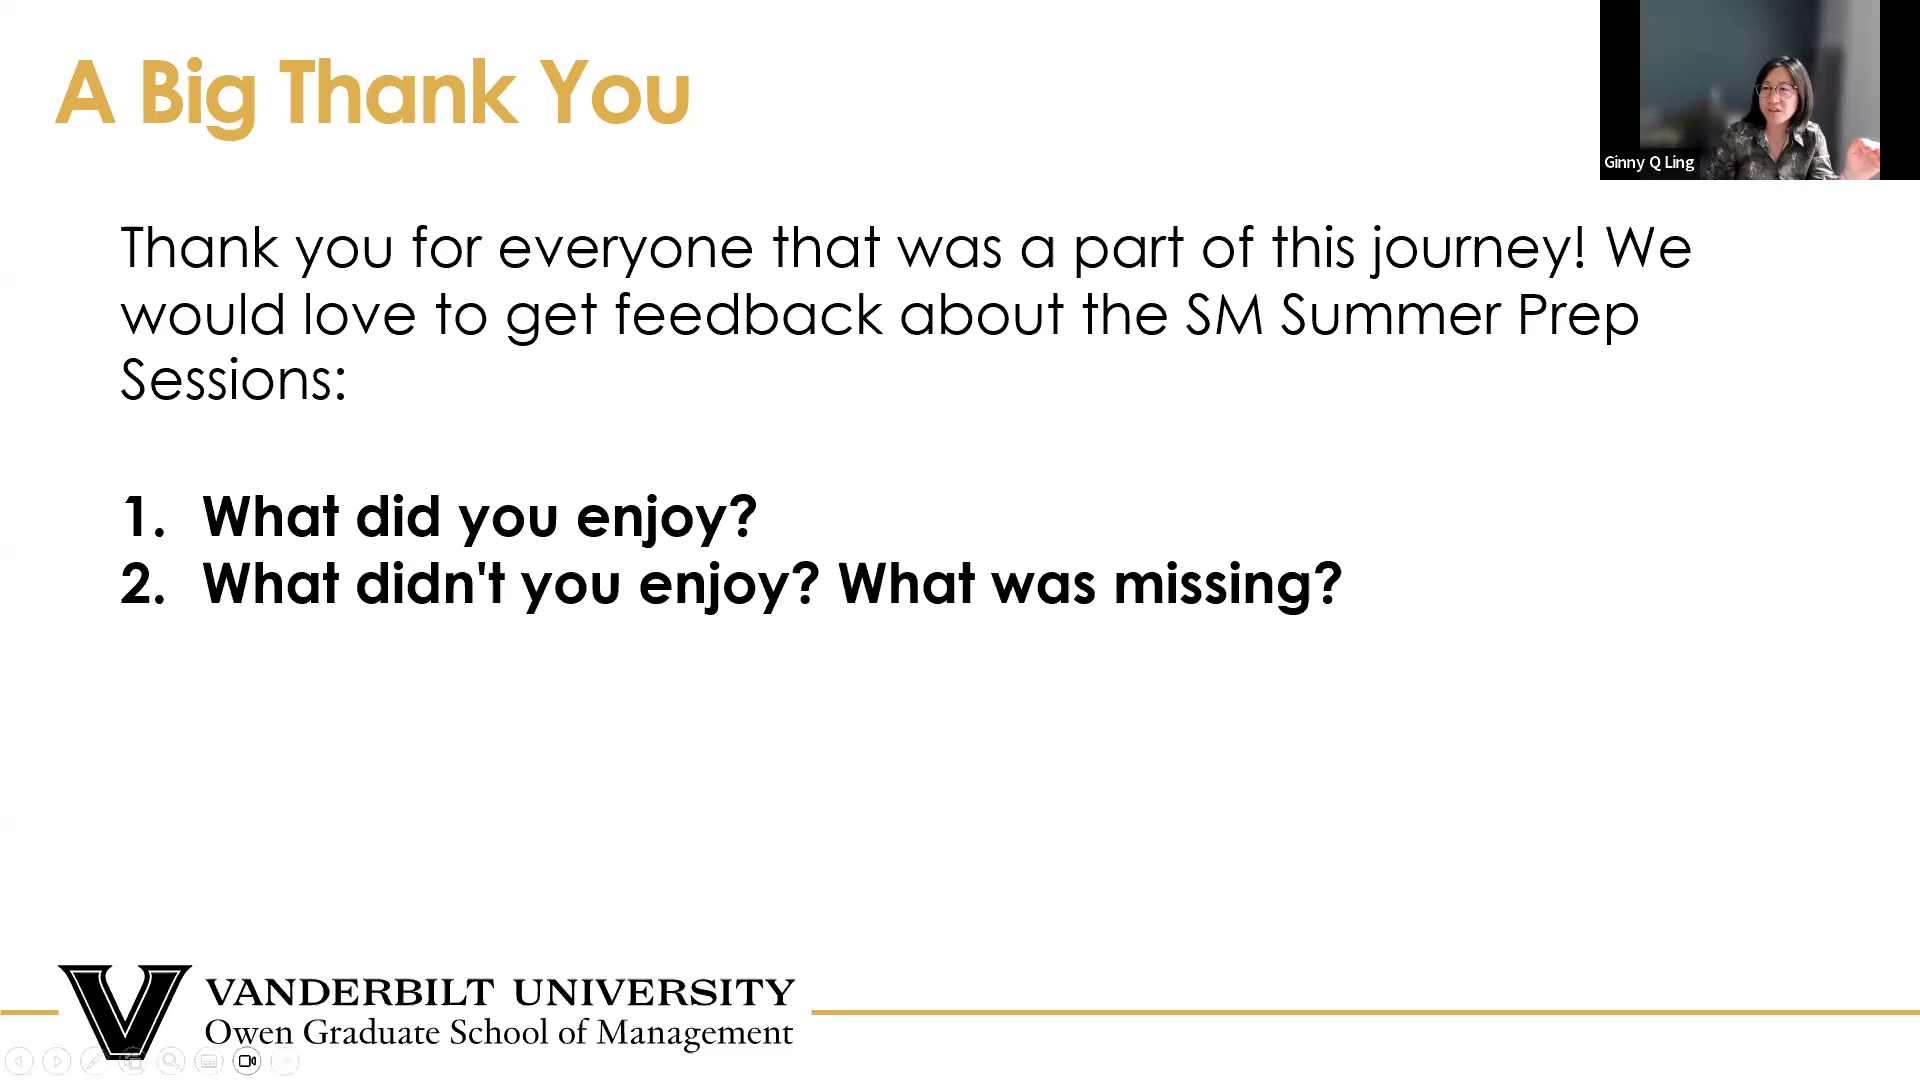 A Big Thank You
Ginny Q Ling
Thank you for everyone that was a part of this journey! We
would love to get feedback about the SM Summer Prep
Sessions:
1. What did you enjoy?
2. What didn't you enjoy? What was missing?
VANDERBILT UNIVERSITY
Owen Graduate School of Management